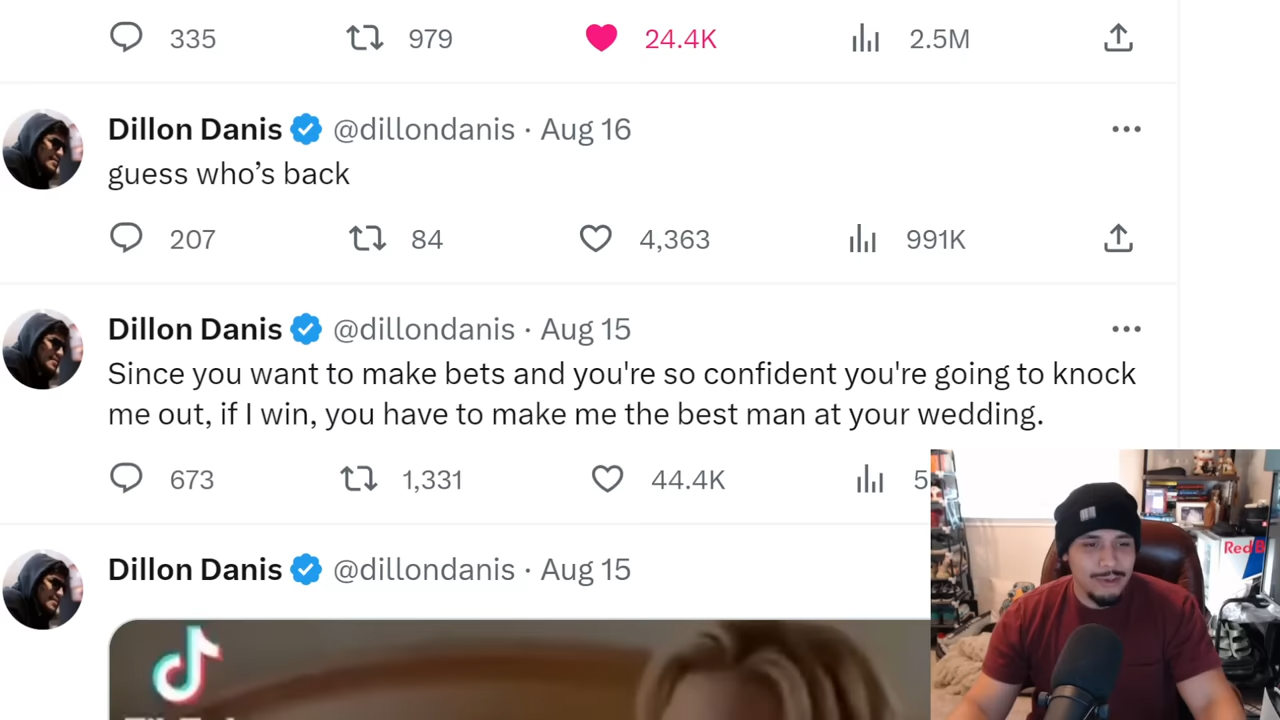 335 979 24.4K 2.5M
Dillon Danis @dillondanis · Aug 16
guess who’s back
207 84 4,363 991K
Dillon Danis @dillondanis · Aug 15
Since you want to make bets and you're so confident you're going to knock
me out, if I win, you have to make me the best man at your wedding.
673 1,331 44.4K 5
Dillon Danis @dillondanis · Aug 15
Red B